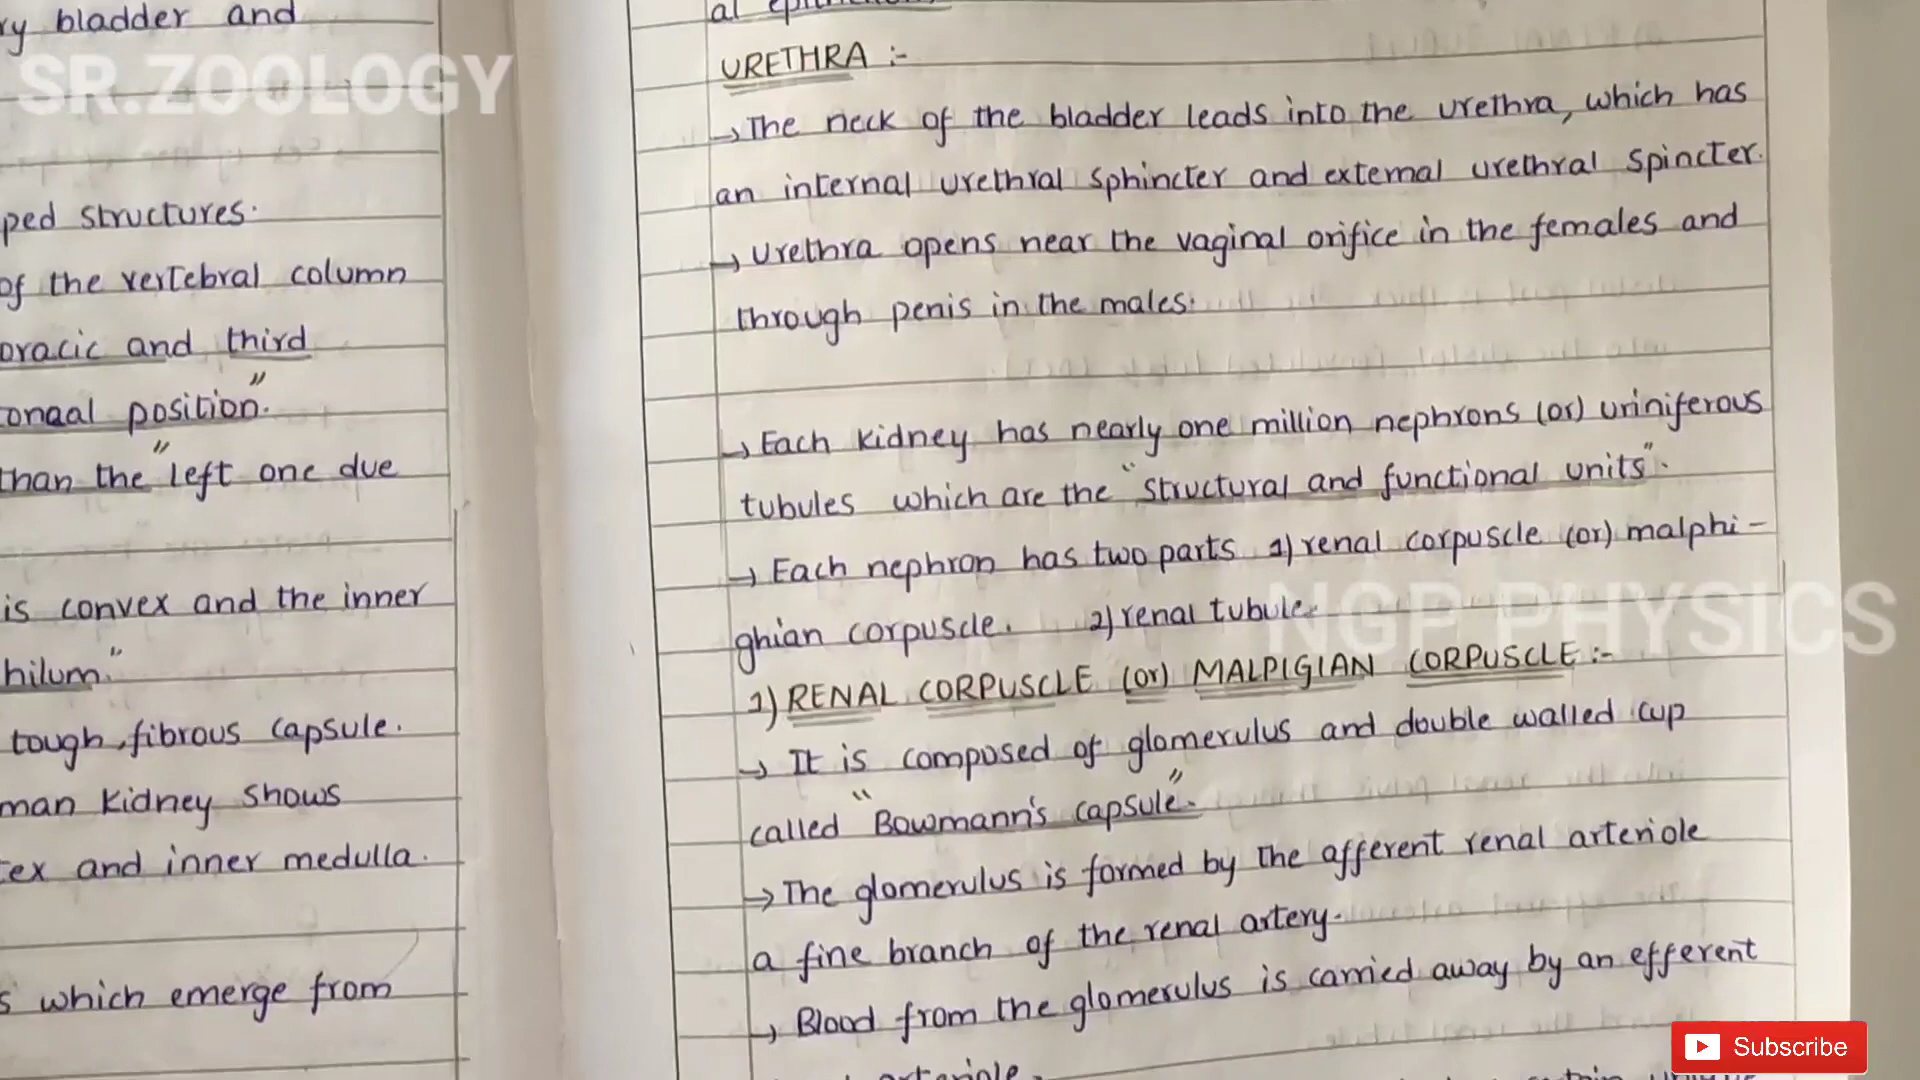 ry bladder and
SR.ZOOLOGY
ped structures.
of the vertebral column
oracic and third
onaal position."
than the "left one due
is convex and the inner
hilum."
tough, fibrous capsule.
man kidney shows
ex and inner medulla.
s which emerge from
al
URETHRA :-
→ The neck of the bladder leads into the urethra, which has
an internal urethral sphincter and external urethral spincter.
→ urethra opens near the vaginal orifice in the females and
through penis in the males.
→ Each kidney has nearly one million nephrons (or) uriniferous
tubules which are the "structural and functional units".
→ Each nephron has two parts 1) renal corpuscle (or) malphi-
ghian corpuscle. 2) renal tubule.
NGP PHYSICS
1) RENAL CORPUSCLE (or) MALPIGIAN CORPUSCLE :-
→ It is composed of glomerulus and double walled cup
called "Bowmann's capsule".
→ The glomerulus is formed by the afferent renal arteriole
a fine branch of the renal artery.
→ Blood from the glomerulus is carried away by an efferent
arteriole.
Subscribe